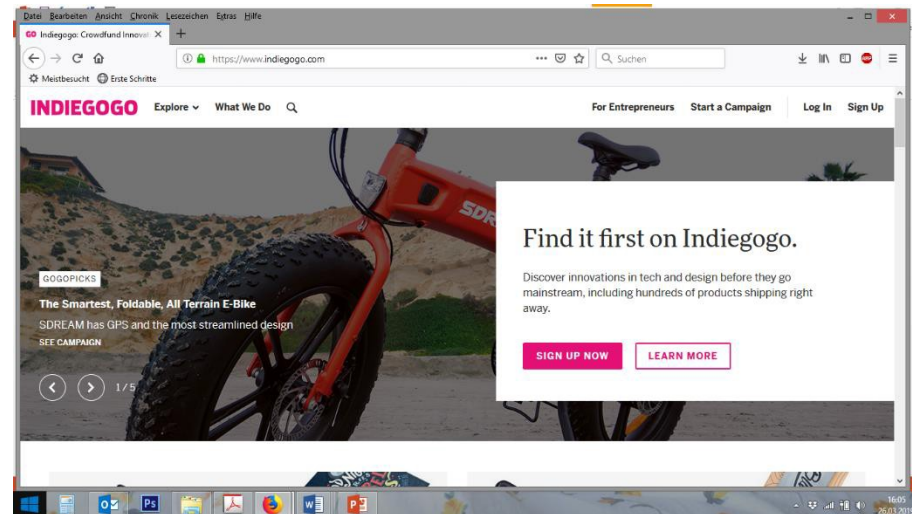 Datei Bearbeiten Ansicht Chronik Lesezeichen Extras Hilfe
GO Indiegogo: Crowdfund Innovat
https://www.indiegogo.com
Suchen
Meistbesucht Erste Schritte
INDIEGOGO Explore What We Do For Entrepreneurs Start a Campaign Log In Sign Up
SDR
Find it first on Indiegogo.
Discover innovations in tech and design before they go
mainstream, including hundreds of products shipping right
away.
SIGN UP NOW LEARN MORE
GOGOPICKS
The Smartest, Foldable, All Terrain E-Bike
SDREAM has GPS and the most streamlined design
SEE CAMPAIGN
1/5
Ps
16:05